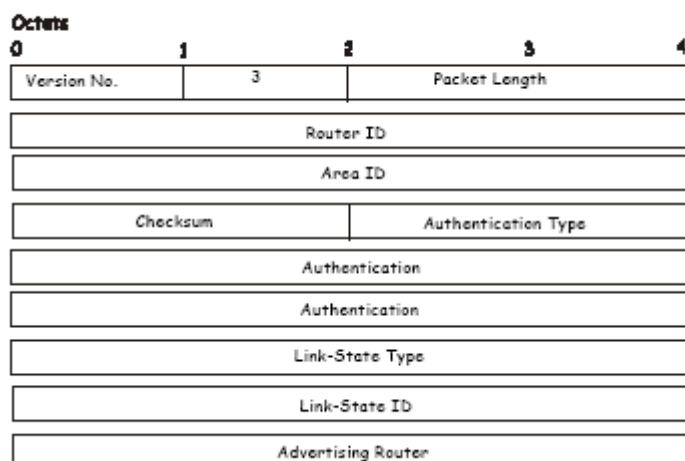 Octets
0 1 2 3 4
Version No. 3 Packet Length
Router ID
Area ID
Checksum Authentication Type
Authentication
Authentication
Link-State Type
Link-State ID
Advertising Router